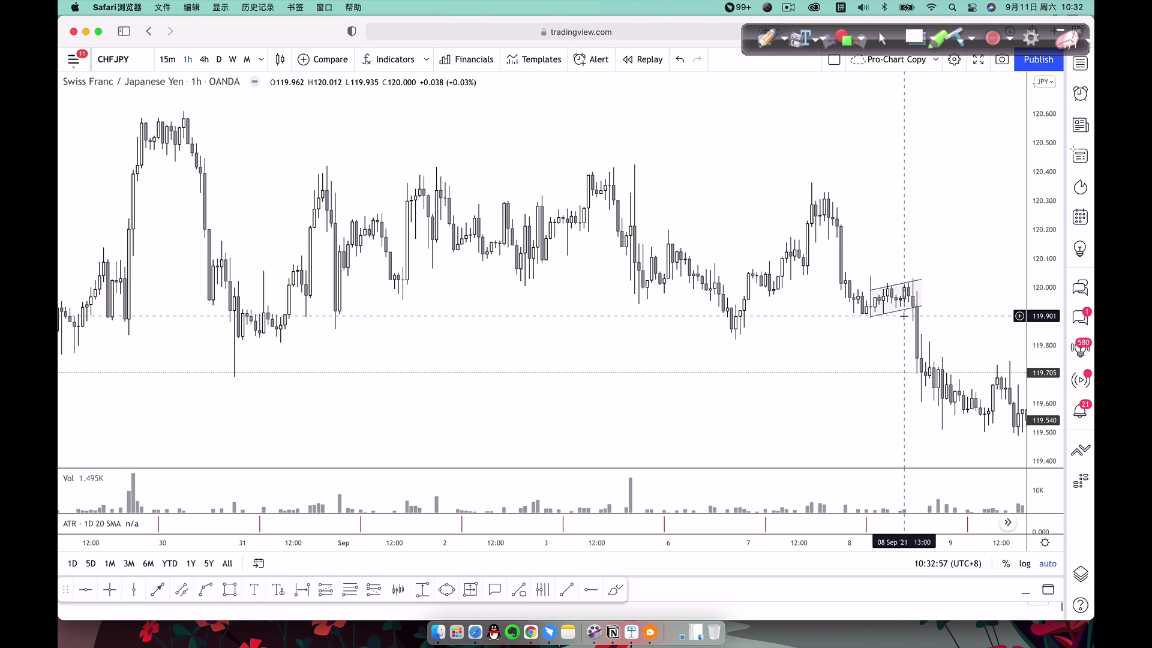 Safari浏览器 文件 编辑 显示 历史记录 书签 窗口 帮助 99+ 拼 9月11日 周六 10:32
tradingview.com
11 CHFJPY 15m 1h 4h D W M Compare Indicators Financials Templates Alert Replay Pro-Chart Copy Publish
Swiss Franc / Japanese Yen · 1h · OANDA O119.962 H120.012 L119.935 C120.000 +0.038 (+0.03%) JPY
120.600
120.500
120.400
120.300
120.200
120.100
120.000
119.901
119.800
119.705
119.600
119.540
119.500
119.400
1
580
21
Vol 1.495K
10K
ATR · 1D 20 SMA n/a
0.000
12:00 30 31 12:00 Sep 12:00 2 12:00 3 12:00 6 7 12:00 8 08 Sep '21 13:00 9 12:00
1D 5D 1M 3M 6M YTD 1Y 5Y All 10:32:57 (UTC+8) % log auto